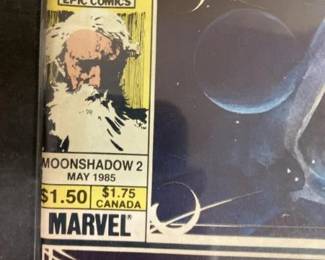 EPIC COMICS
MOONSHADOW 2
MAY 1985
$1.50 $1.75
CANADA
MARVEL®